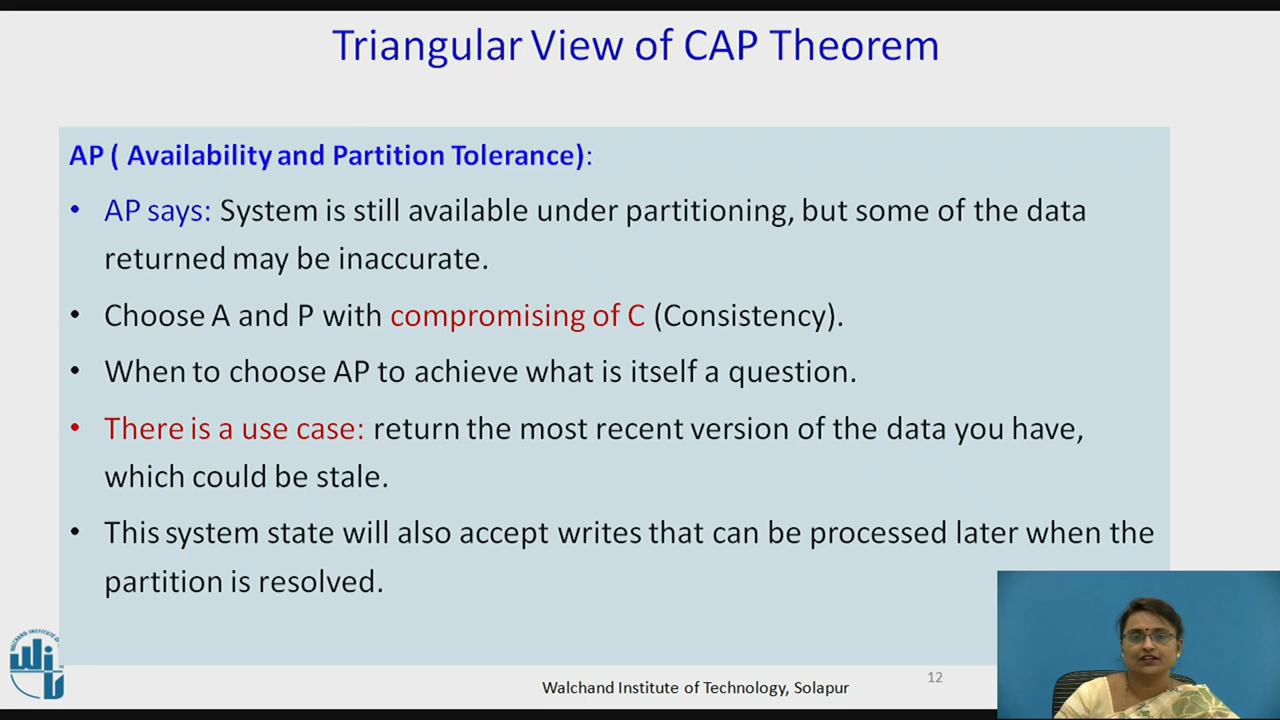 Triangular View of CAP Theorem
AP ( Availability and Partition Tolerance):
• AP says: System is still available under partitioning, but some of the data
returned may be inaccurate.
• Choose A and P with compromising of C (Consistency).
• When to choose AP to achieve what is itself a question.
• There is a use case: return the most recent version of the data you have,
which could be stale.
• This system state will also accept writes that can be processed later when the
partition is resolved.
Walchand Institute of Technology, Solapur
12